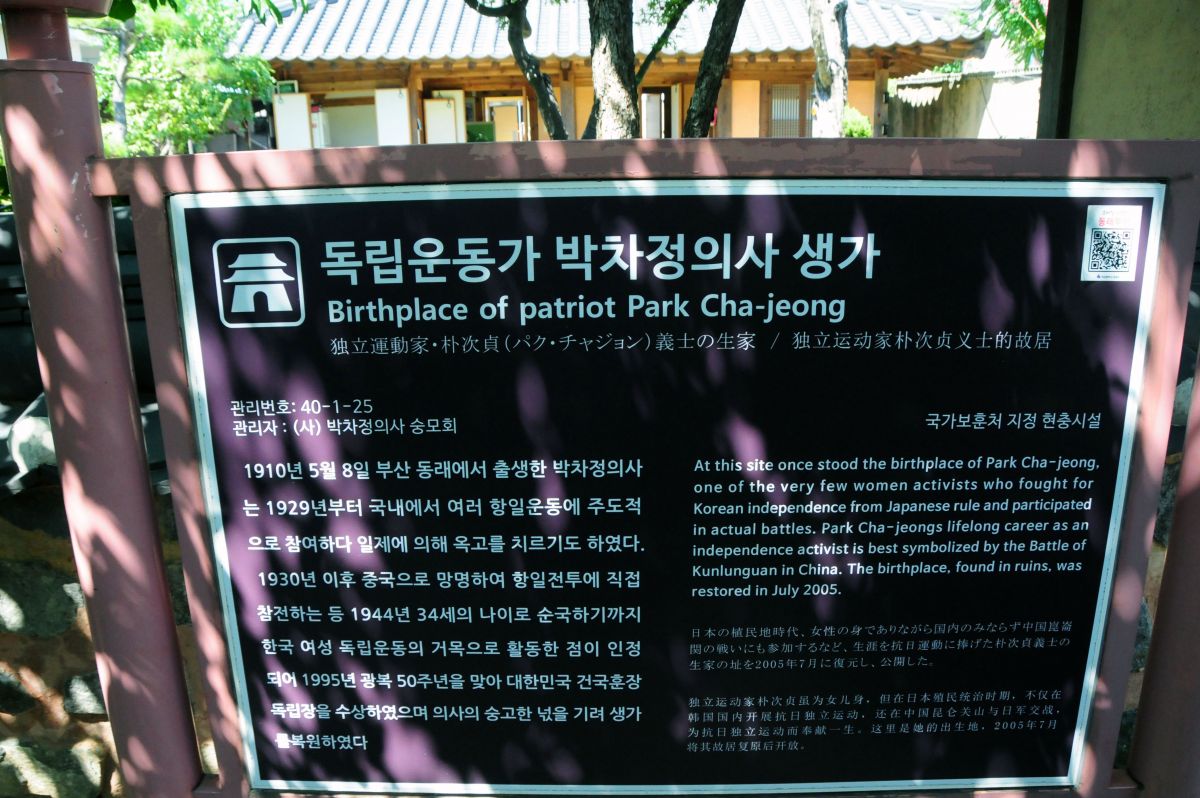 독립운동가 박차정의사 생가
Birthplace of patriot Park Cha-jeong
独立運動家・朴次貞(パク・チャジョン)義士の生家 / 独立运动家朴次贞义士的故居
관리번호: 40-1-25
관리자 : (사) 박차정의사 숭모회
국가보훈처 지정 현충시설
1910년 5월 8일 부산 동래에서 출생한 박차정의사
는 1929년부터 국내에서 여러 항일운동에 주도적
으로 참여하다 일제에 의해 옥고를 치르기도 하였다.
1930년 이후 중국으로 망명하여 항일전투에 직접
참전하는 등 1944년 34세의 나이로 순국하기까지
한국 여성 독립운동의 거목으로 활동한 점이 인정
되어 1995년 광복 50주년을 맞아 대한민국 건국훈장
독립장을 수상하였으며 의사의 숭고한 넋을 기려 생가
를 복원하였다
At this site once stood the birthplace of Park Cha-jeong,
one of the very few women activists who fought for
Korean independence from Japanese rule and participated
in actual battles. Park Cha-jeongs lifelong career as an
independence activist is best symbolized by the Battle of
Kunlunguan in China. The birthplace, found in ruins, was
restored in July 2005.
日本の植民地時代、女性の身でありながら国内のみならず中国崑崙
関の戦いにも参加するなど、生涯を抗日運動に捧げた朴次貞義士の
生家の址を2005年7月に復元し、公開した。
独立运动家朴次贞虽为女儿身，但在日本殖民统治时期，不仅在
韩国国内开展抗日独立运动，还在中国昆仑关山与日军交战，
为抗日独立运动而奉献一生。这里是她的出生地，2005年7月
将其故居复原后开放。